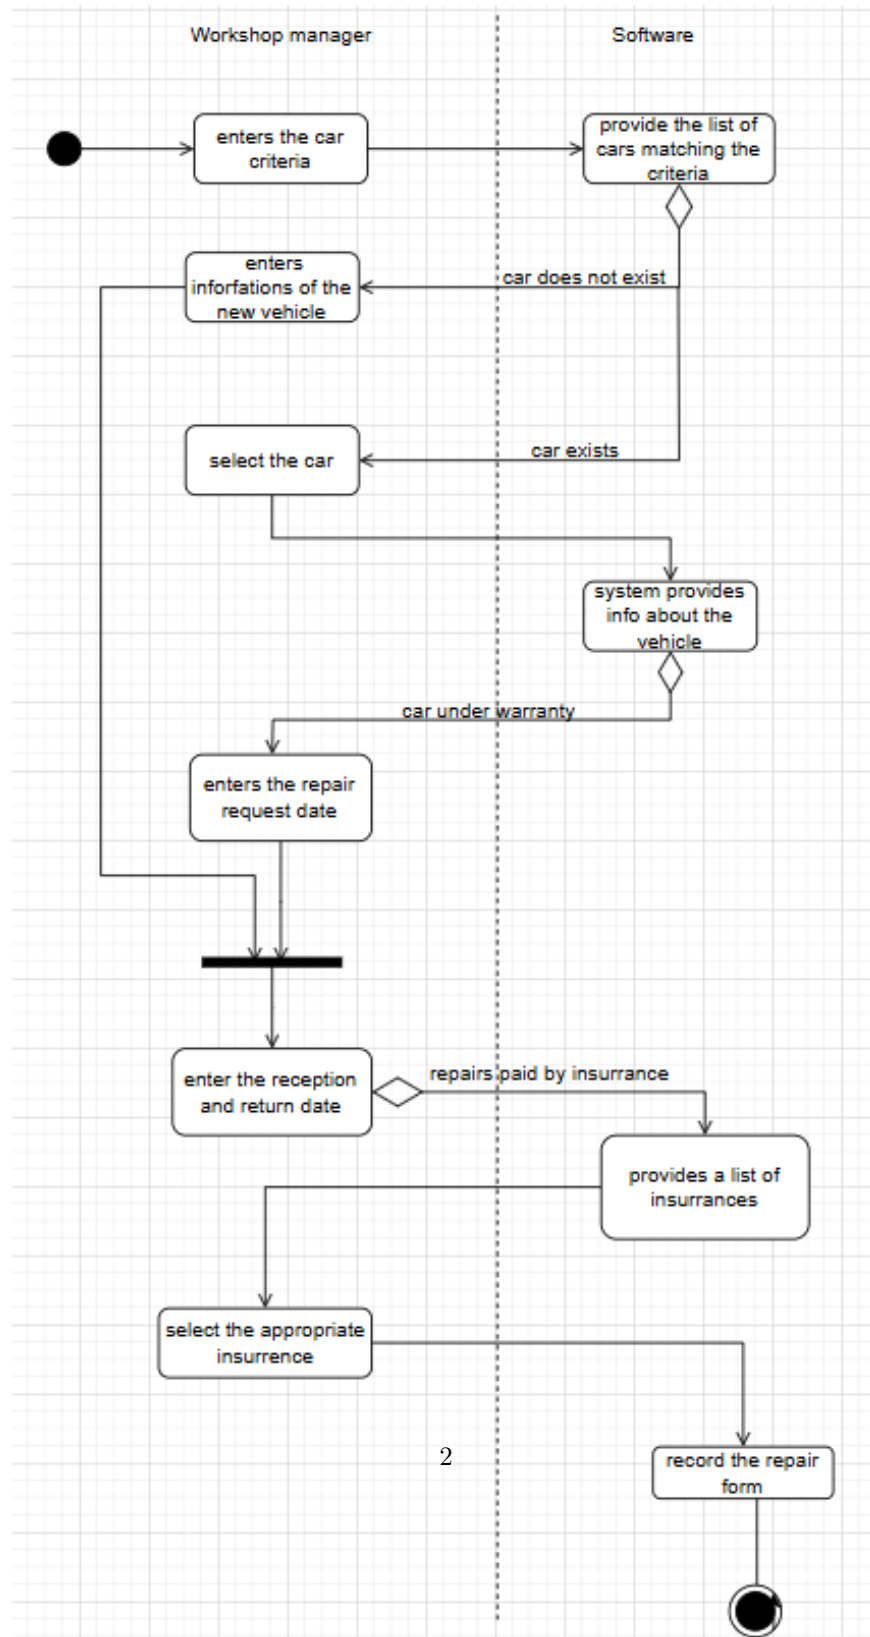 Workshop manager
Software
enters the car
criteria
provide the list of
cars matching the
criteria
enters
inforfations of the
new vehicle
car does not exist
select the car
car exists
system provides
info about the
vehicle
car under warranty
enters the repair
request date
enter the reception
and return date
repairs paid by insurrance
provides a list of
insurrances
select the appropriate
insurrence
2
record the repair
form